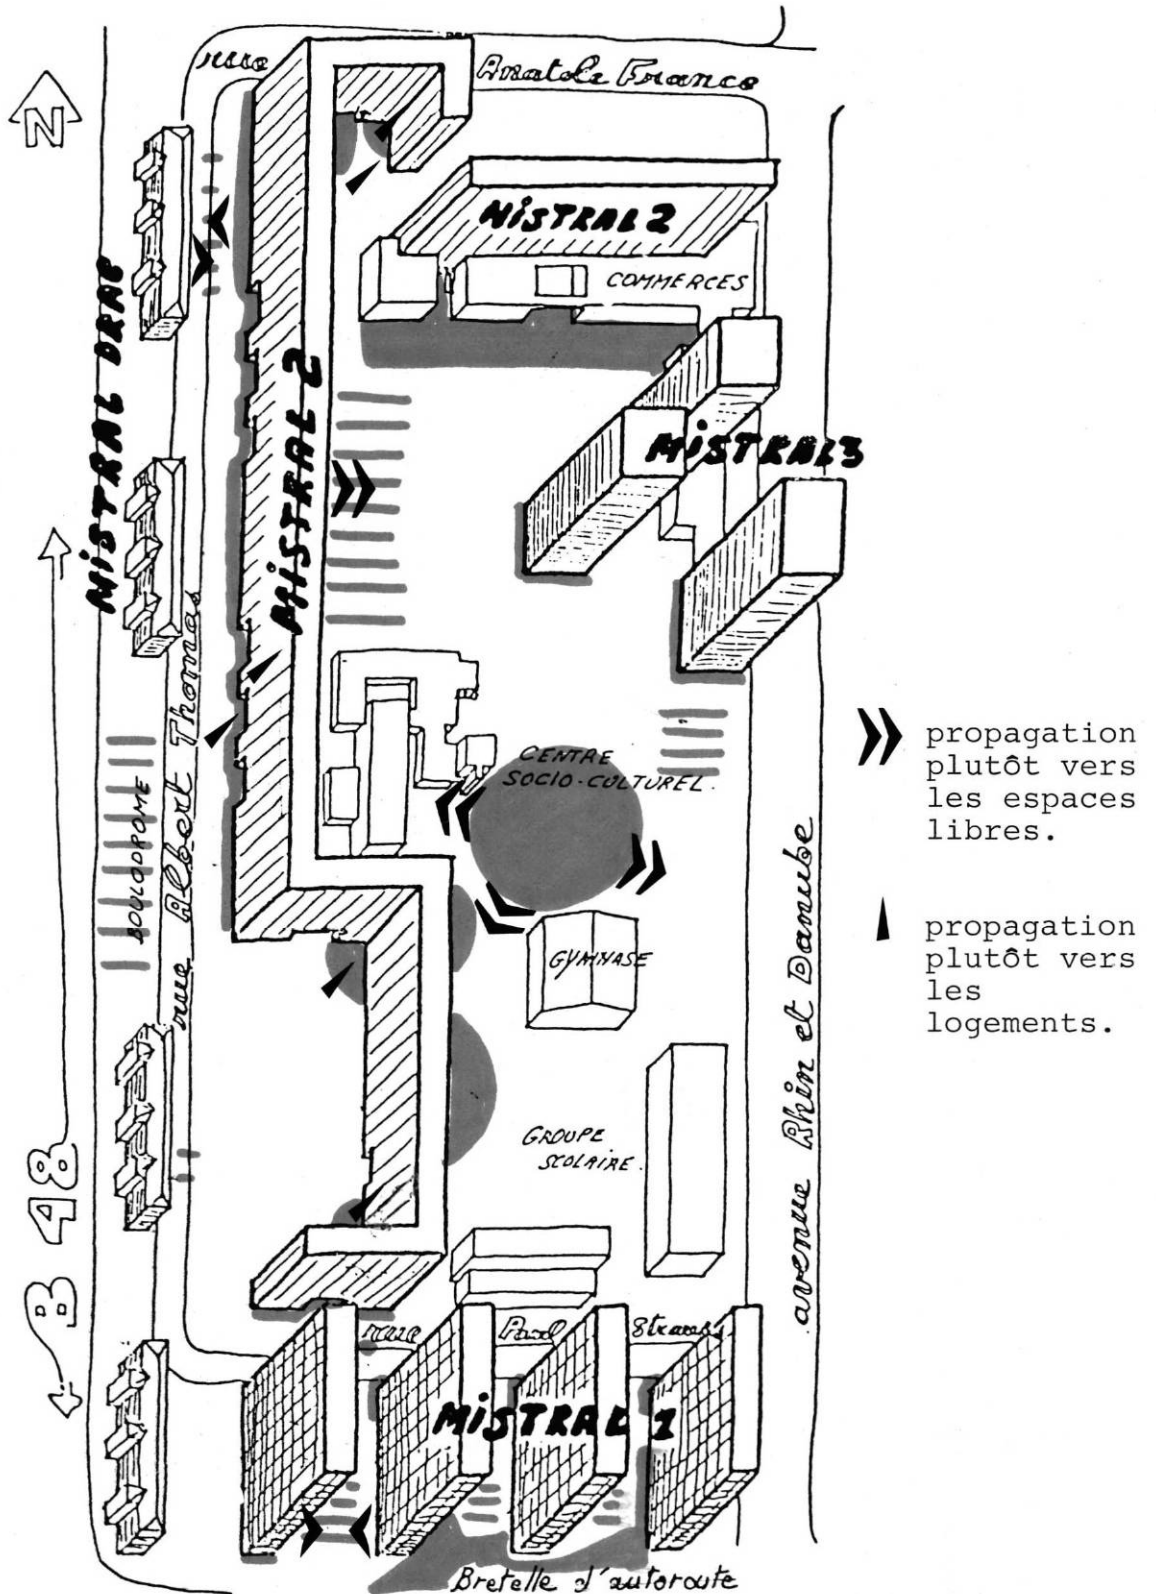 rue Anatole France
N
MISTRAL 2
COMMERCES
MISTRAL DRAC
MISTRAL 2
MISTRAL 3
rue Albert Thomas
BOULODROME
CENTRE
SOCIO-CULTUREL.
GYMNASE
GROUPE
SCOLAIRE.
avenue Rhin et Danube
B 48
rue Paul Strauss
MISTRAL 1
Bretelle d'autoroute
propagation
plutôt vers
les espaces
libres.
propagation
plutôt vers
les
logements.